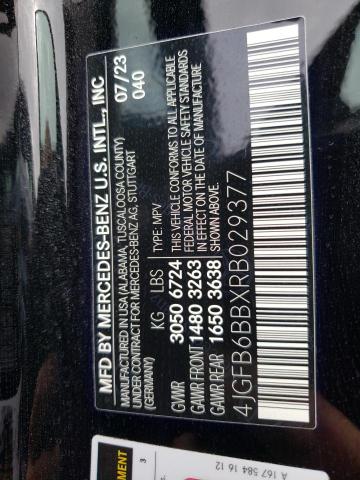 MFD BY MERCEDES-BENZ U.S. INTL., INC
MANUFACTURED IN USA (ALABAMA, TUSCALOOSA COUNTY)
UNDER CONTRACT FOR MERCEDES-BENZ AG, STUTTGART
(GERMANY)
07/23
040
KG LBS TYPE: MPV
GVWR 3050 6724
GAWR FRONT 1480 3263
GAWR REAR 1650 3638
THIS VEHICLE CONFORMS TO ALL APPLICABLE
FEDERAL MOTOR VEHICLE SAFETY STANDARDS
IN EFFECT ON THE DATE OF MANUFACTURE
SHOWN ABOVE.
4JGFB6BBXRB029377
A 167 584 16 12
3